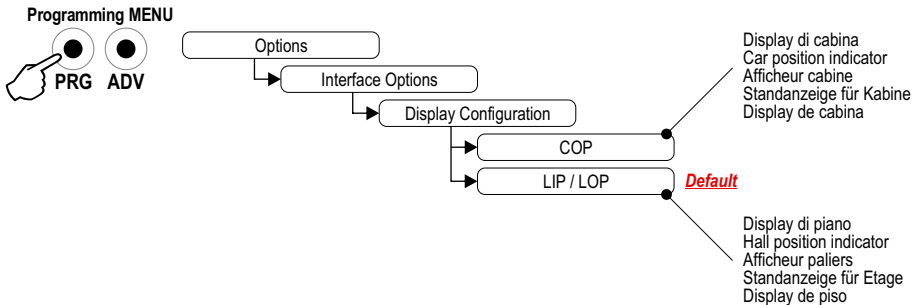 Programming MENU
PRG ADV
Options
Interface Options
Display Configuration
COP
LIP / LOP
Default
Display di cabina
Car position indicator
Afficheur cabine
Standanzeige für Kabine
Display de cabina
Display di piano
Hall position indicator
Afficheur paliers
Standanzeige für Etage
Display de piso